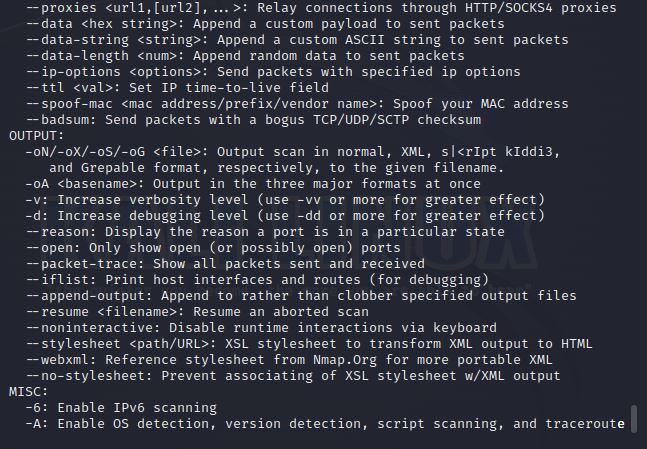 --proxies <url1,[url2],...>: Relay connections through HTTP/SOCKS4 proxies
--data <hex string>: Append a custom payload to sent packets
--data-string <string>: Append a custom ASCII string to sent packets
--data-length <num>: Append random data to sent packets
--ip-options <options>: Send packets with specified ip options
--ttl <val>: Set IP time-to-live field
--spoof-mac <mac address/prefix/vendor name>: Spoof your MAC address
--badsum: Send packets with a bogus TCP/UDP/SCTP checksum
OUTPUT:
-oN/-oX/-oS/-oG <file>: Output scan in normal, XML, s|<rIpt kIddi3,
and Grepable format, respectively, to the given filename.
-oA <basename>: Output in the three major formats at once
-v: Increase verbosity level (use -vv or more for greater effect)
-d: Increase debugging level (use -dd or more for greater effect)
--reason: Display the reason a port is in a particular state
--open: Only show open (or possibly open) ports
--packet-trace: Show all packets sent and received
--iflist: Print host interfaces and routes (for debugging)
--append-output: Append to rather than clobber specified output files
--resume <filename>: Resume an aborted scan
--noninteractive: Disable runtime interactions via keyboard
--stylesheet <path/URL>: XSL stylesheet to transform XML output to HTML
--webxml: Reference stylesheet from Nmap.Org for more portable XML
--no-stylesheet: Prevent associating of XSL stylesheet w/XML output
MISC:
-6: Enable IPv6 scanning
-A: Enable OS detection, version detection, script scanning, and traceroute